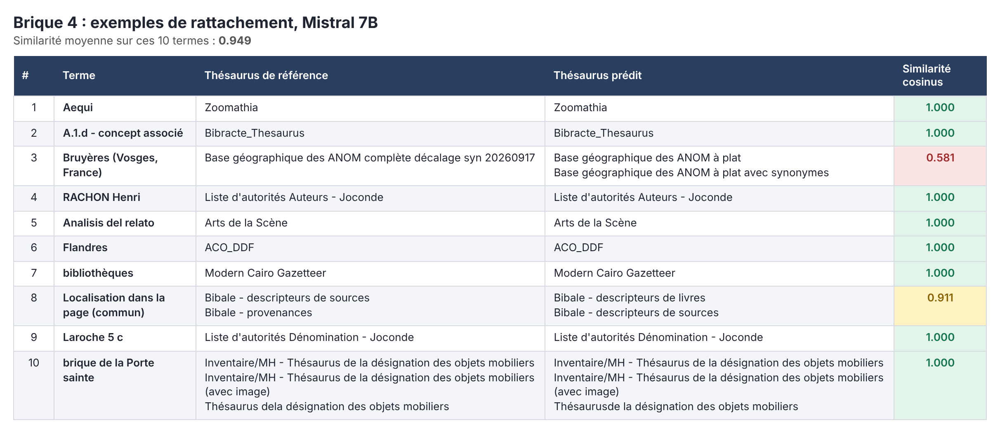 Brique 4 : exemples de rattachement, Mistral 7B
Similarité moyenne sur ces 10 termes : 0.949
# Terme Thésaurus de référence Thésaurus prédit Similarité cosinus
1 Aequi Zoomathia Zoomathia 1.000
2 A.1.d - concept associé Bibracte_Thesaurus Bibracte_Thesaurus 1.000
3 Bruyères (Vosges, Base géographique des ANOM complète décalage syn 20260917 Base géographique des ANOM à plat 0.581
France) Base géographique des ANOM à plat avec synonymes
4 RACHON Henri Liste d'autorités Auteurs - Joconde Liste d'autorités Auteurs - Joconde 1.000
5 Analisis del relato Arts de la Scène Arts de la Scène 1.000
6 Flandres ACO_DDF ACO_DDF 1.000
7 bibliothèques Modern Cairo Gazetteer Modern Cairo Gazetteer 1.000
8 Localisation dans la Bibale - descripteurs de sources Bibale - descripteurs de livres 0.911
page (commun) Bibale - provenances Bibale - descripteurs de sources
9 Laroche 5 c Liste d'autorités Dénomination - Joconde Liste d'autorités Dénomination - Joconde 1.000
10 brique de la Porte Inventaire/MH - Thésaurus de la désignation des objets mobiliers Inventaire/MH - Thésaurus de la désignation des objets mobiliers 1.000
sainte Inventaire/MH - Thésaurus de la désignation des objets mobiliers Inventaire/MH - Thésaurus de la désignation des objets mobiliers
(avec image) (avec image)
Thésaurus dela désignation des objets mobiliers Thésaurusde la désignation des objets mobiliers